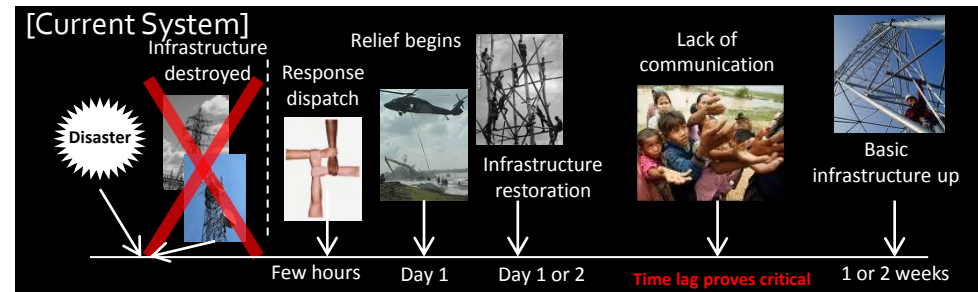 [Current System]
Infrastructure
destroyed
Disaster
Response
dispatch
Relief begins
Infrastructure
restoration
Lack of
communication
Basic
infrastructure up
Few hours
Day 1
Day 1 or 2
Time lag proves critical
1 or 2 weeks